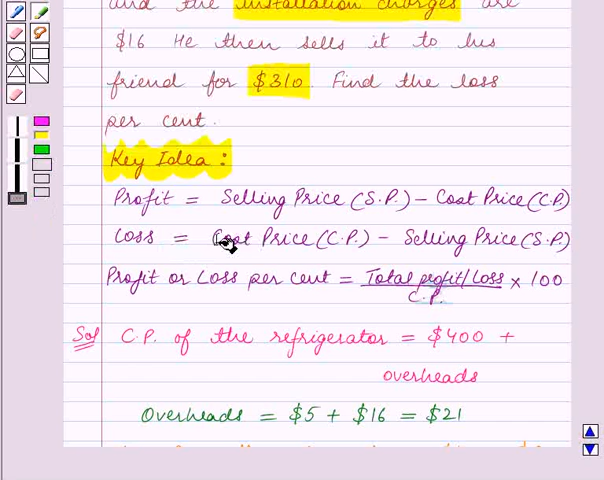 and the installation charges are
$16 He then sells it to his
friend for $310. Find the loss
per cent.
Key Idea:
Profit = Selling Price (S.P.) - Cost Price (C.P.)
Loss = Cost Price (C.P.) - Selling Price (S.P.)
Profit or Loss per cent = Total profit/Loss / C.P. × 100
Sol C.P. of the refrigerator = $400 +
overheads
Overheads = $5 + $16 = $21